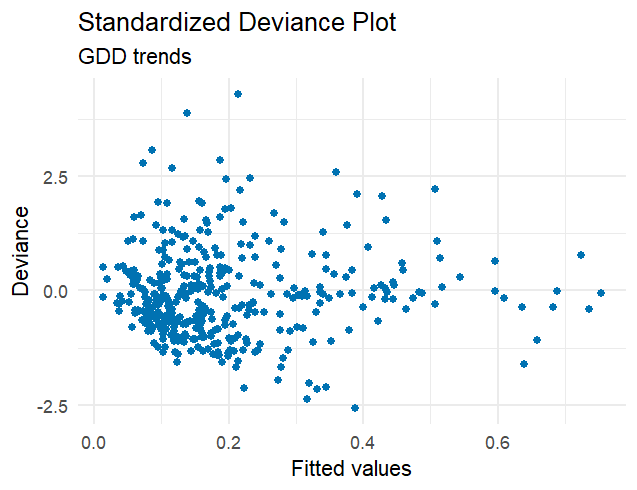 Standardized Deviance Plot
GDD trends
2.5
0.0
-2.5
Deviance
0.0 0.2 0.4 0.6
Fitted values